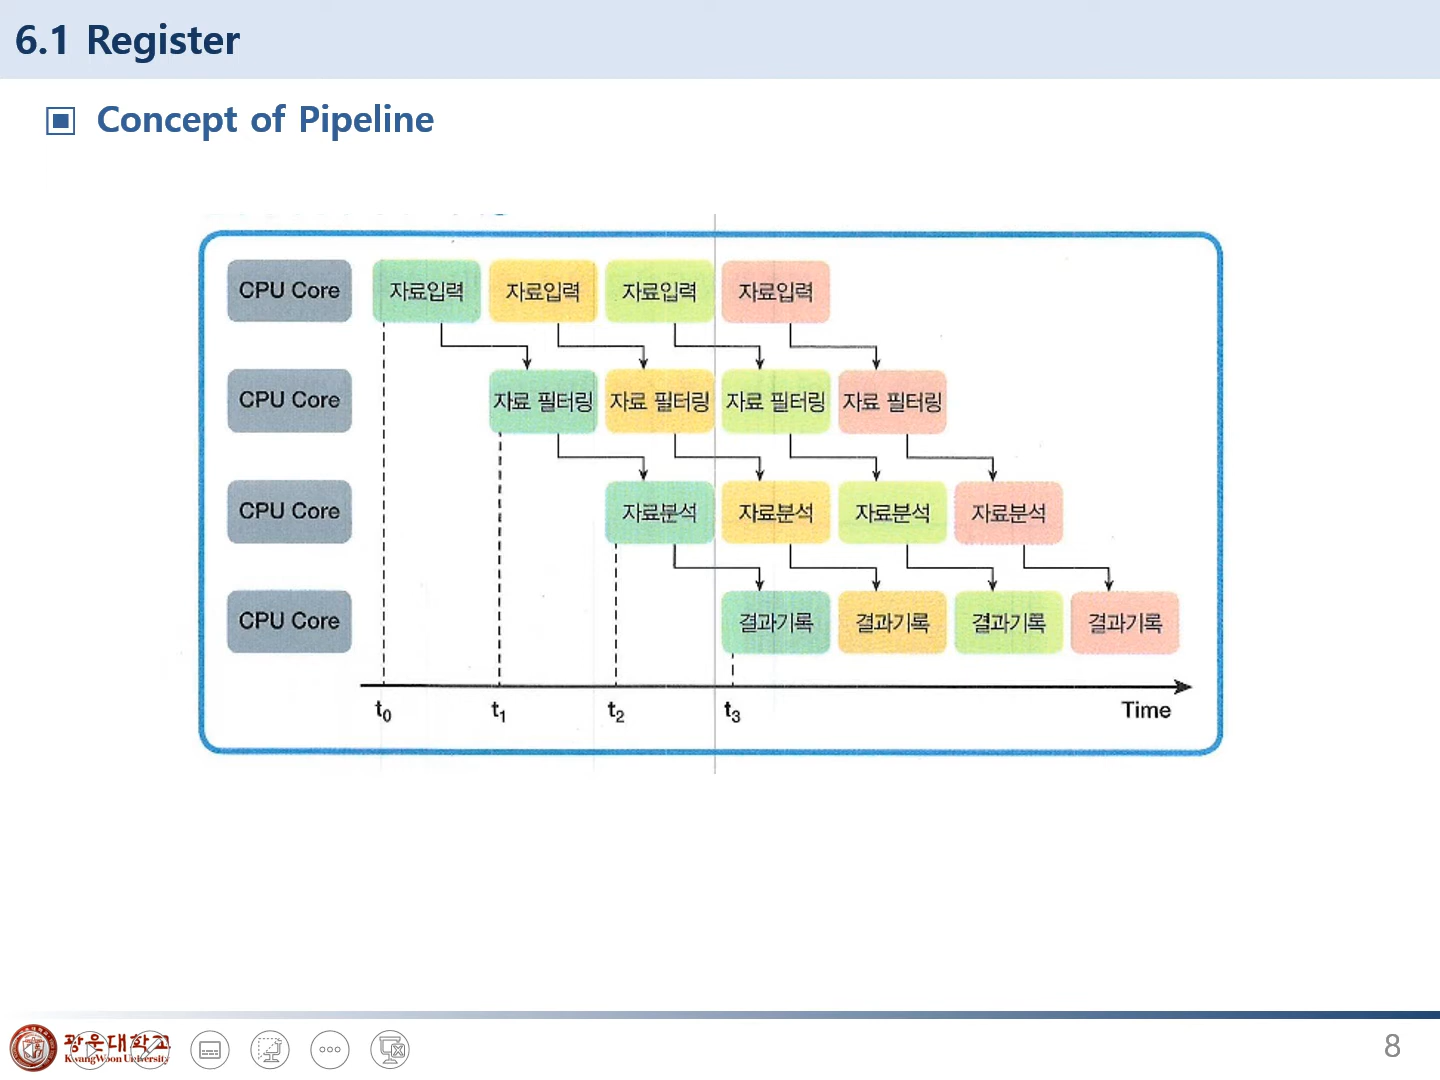 6.1 Register
Concept of Pipeline
CPU Core 자료입력 자료입력 자료입력 자료입력
CPU Core 자료 필터링 자료 필터링 자료 필터링 자료 필터링
CPU Core 자료분석 자료분석 자료분석 자료분석
CPU Core 결과기록 결과기록 결과기록 결과기록
t0 t1 t2 t3 Time
광운대학교
KwangWoon University
8